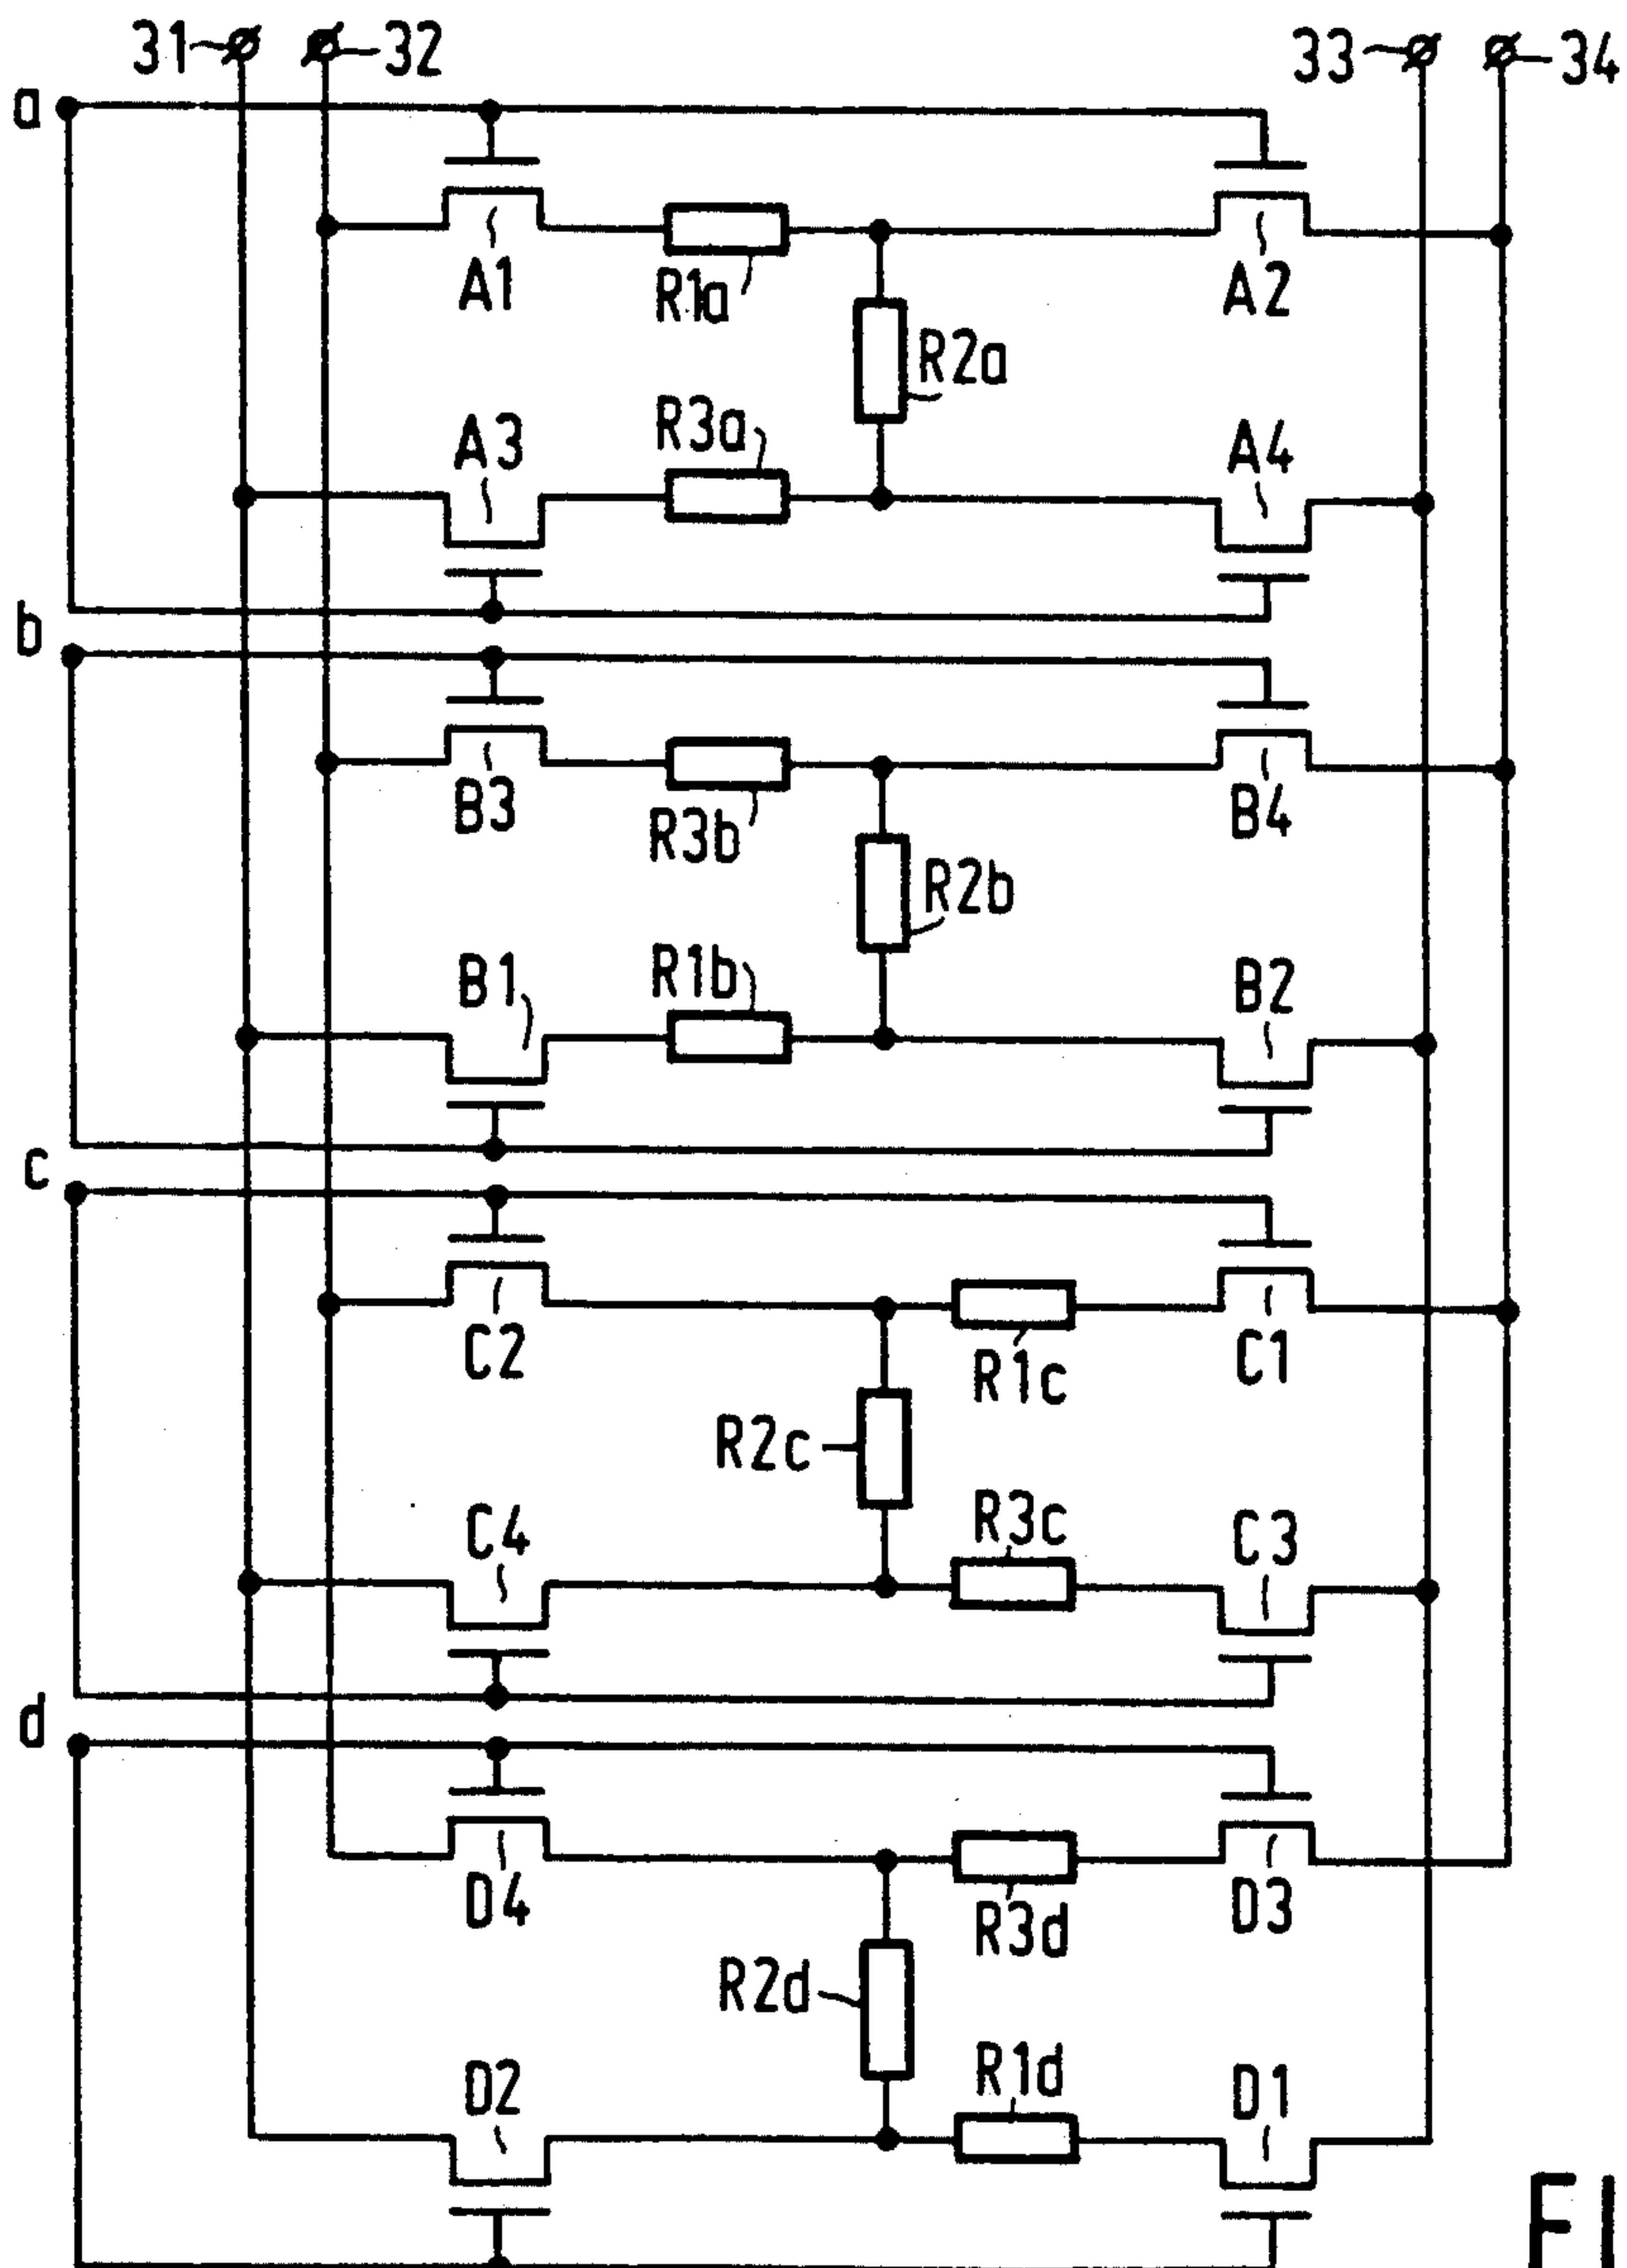 31 32 33 34
a
A1 R1a A2
R2a
A3 R3a A4
b
B3 R3b B4
R2b
B1 R1b B2
c
C2 R1c C1
R2c
C4 R3c C3
d
D4 R3d D3
R2d
D2 R1d D1